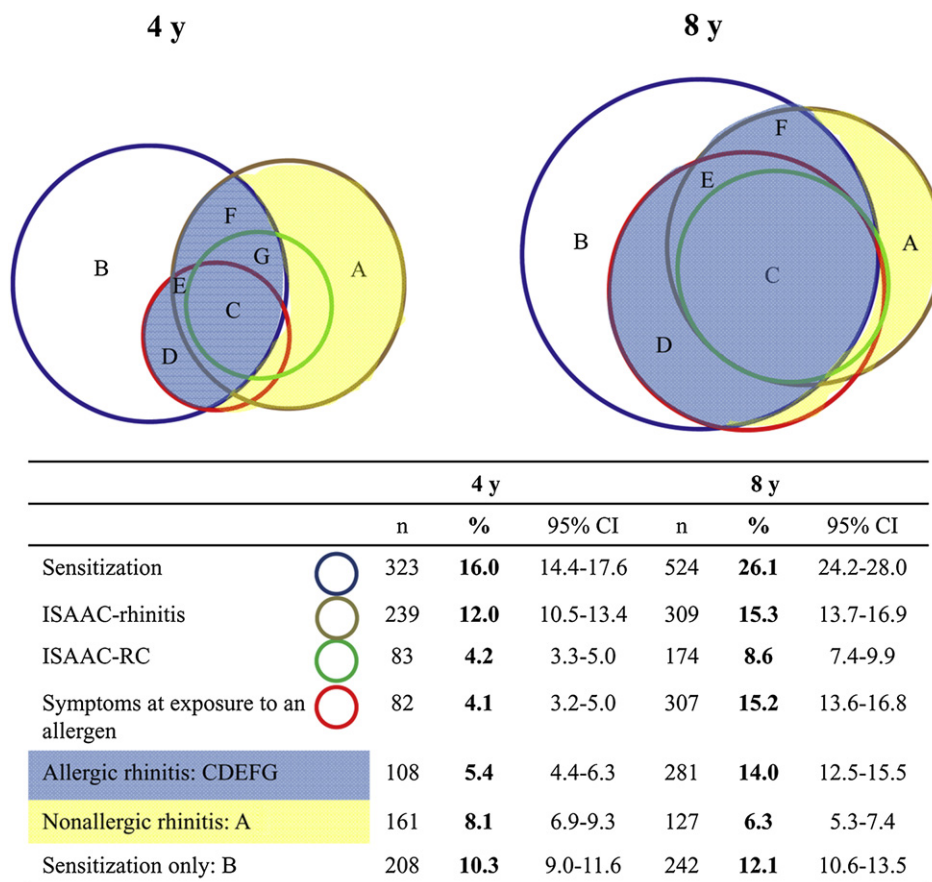 4 y 8 y
F
B
G
A
E
C
D
F
E
B
A
C
D
4 y 8 y
n % 95% CI n % 95% CI
Sensitization 323 16.0 14.4-17.6 524 26.1 24.2-28.0
ISAAC-rhinitis 239 12.0 10.5-13.4 309 15.3 13.7-16.9
ISAAC-RC 83 4.2 3.3-5.0 174 8.6 7.4-9.9
Symptoms at exposure to an 82 4.1 3.2-5.0 307 15.2 13.6-16.8
allergen
Allergic rhinitis: CDEFG 108 5.4 4.4-6.3 281 14.0 12.5-15.5
Nonallergic rhinitis: A 161 8.1 6.9-9.3 127 6.3 5.3-7.4
Sensitization only: B 208 10.3 9.0-11.6 242 12.1 10.6-13.5